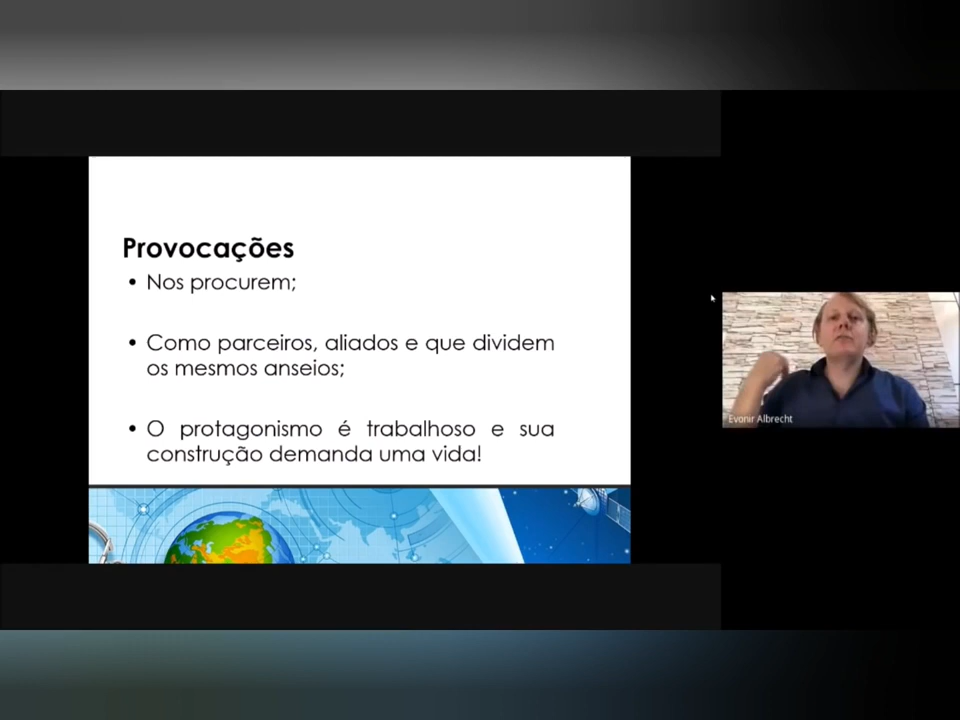 Provocações
• Nos procurem;
• Como parceiros, aliados e que dividem
os mesmos anseios;
• O protagonismo é trabalhoso e sua
construção demanda uma vida!
Evonir Albrecht